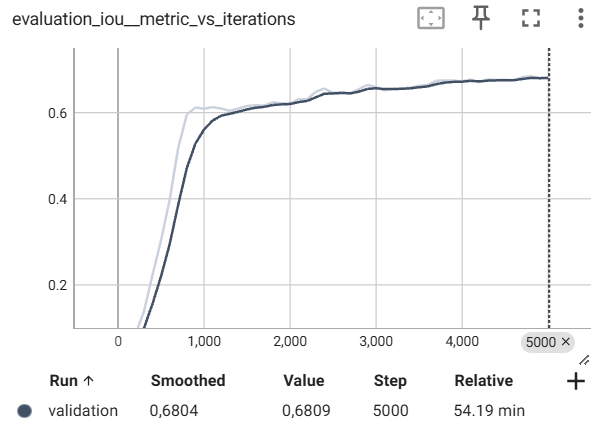 evaluation_iou__metric_vs_iterations
0.6
0.4
0.2
0 1,000 2,000 3,000 4,000 5000 ×
Run ↑ Smoothed Value Step Relative
validation 0,6804 0,6809 5000 54.19 min